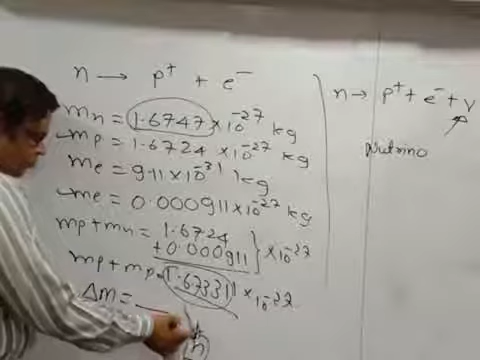 n → p⁺ + e⁻
mn = 1.6747 × 10⁻²⁷ kg
mp = 1.6724 × 10⁻²⁷ kg
me = 9.11 × 10⁻³¹ kg
me = 0.000911 × 10⁻²⁷ kg
mp + mn = 1.6724
+ 0.000911 } × 10⁻²⁷
mp + mp = 1.673311 × 10⁻²⁷
Δm =
n → p⁺ + e⁻ + ν
Nutrino